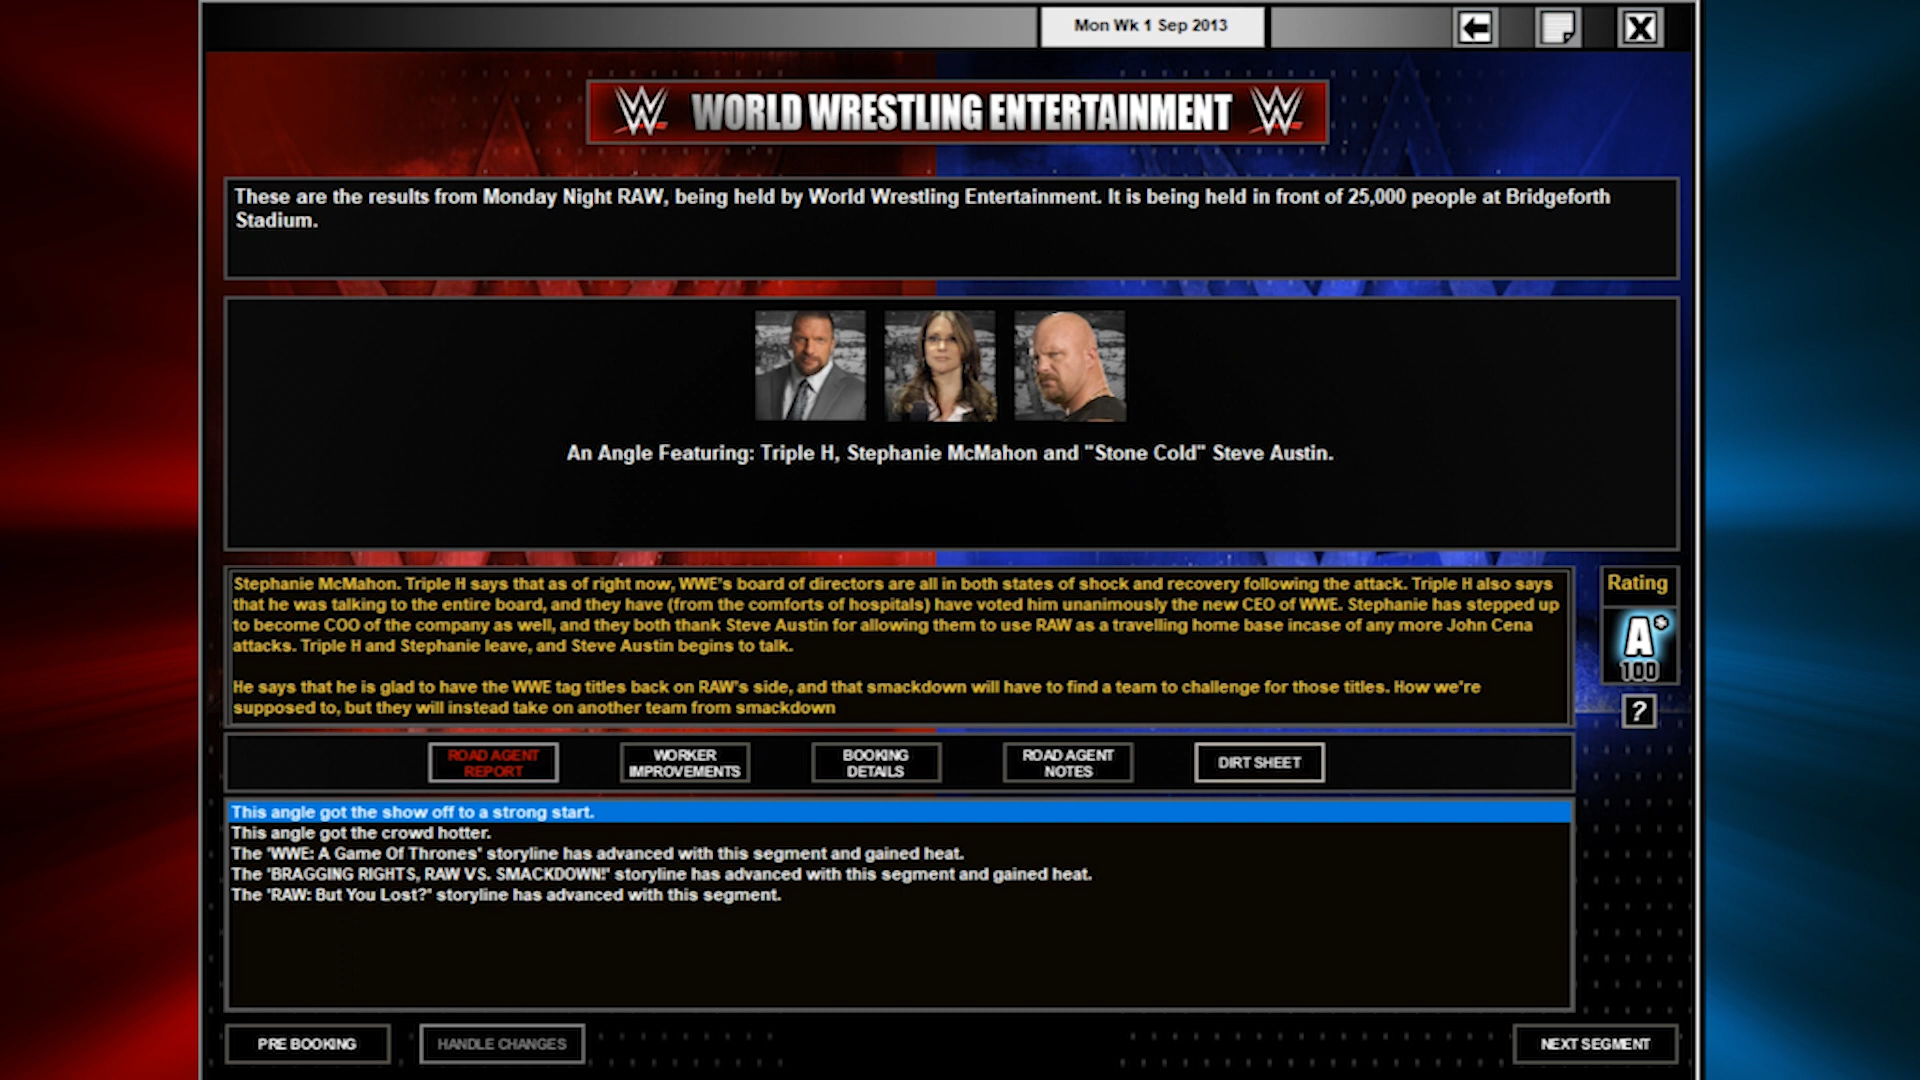 Mon Wk 1 Sep 2013
W WORLD WRESTLING ENTERTAINMENT W
These are the results from Monday Night RAW, being held by World Wrestling Entertainment. It is being held in front of 25,000 people at Bridgeforth
Stadium.
An Angle Featuring: Triple H, Stephanie McMahon and "Stone Cold" Steve Austin.
Stephanie McMahon. Triple H says that as of right now, WWE's board of directors are all in both states of shock and recovery following the attack. Triple H also says
that he was talking to the entire board, and they have (from the comforts of hospitals) have voted him unanimously the new CEO of WWE. Stephanie has stepped up
to become COO of the company as well, and they both thank Steve Austin for allowing them to use RAW as a travelling home base incase of any more John Cena
attacks. Triple H and Stephanie leave, and Steve Austin begins to talk.
He says that he is glad to have the WWE tag titles back on RAW's side, and that smackdown will have to find a team to challenge for those titles. How we're
supposed to, but they will instead take on another team from smackdown
Rating
A*
100
?
ROAD AGENT
REPORT
WORKER
IMPROVEMENTS
BOOKING
DETAILS
ROAD AGENT
NOTES
DIRT SHEET
This angle got the show off to a strong start.
This angle got the crowd hotter.
The 'WWE: A Game Of Thrones' storyline has advanced with this segment and gained heat.
The 'BRAGGING RIGHTS, RAW VS. SMACKDOWN!' storyline has advanced with this segment and gained heat.
The 'RAW: But You Lost?' storyline has advanced with this segment.
PRE BOOKING
HANDLE CHANGES
NEXT SEGMENT